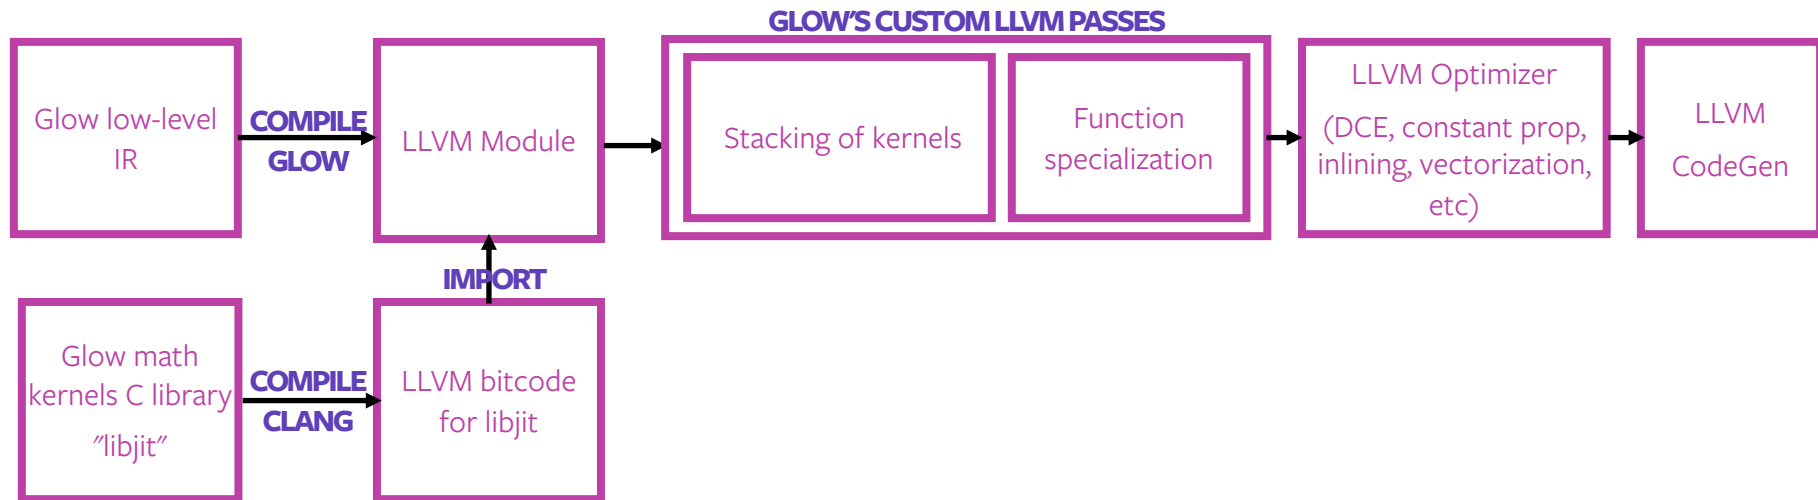 GLOW'S CUSTOM LLVM PASSES
Glow low-level
IR
COMPILE
GLOW
LLVM Module
Stacking of kernels
Function
specialization
LLVM Optimizer
(DCE, constant prop,
inlining, vectorization,
etc)
LLVM
CodeGen
IMPORT
Glow math
kernels C library
"libjit"
COMPILE
CLANG
LLVM bitcode
for libjit